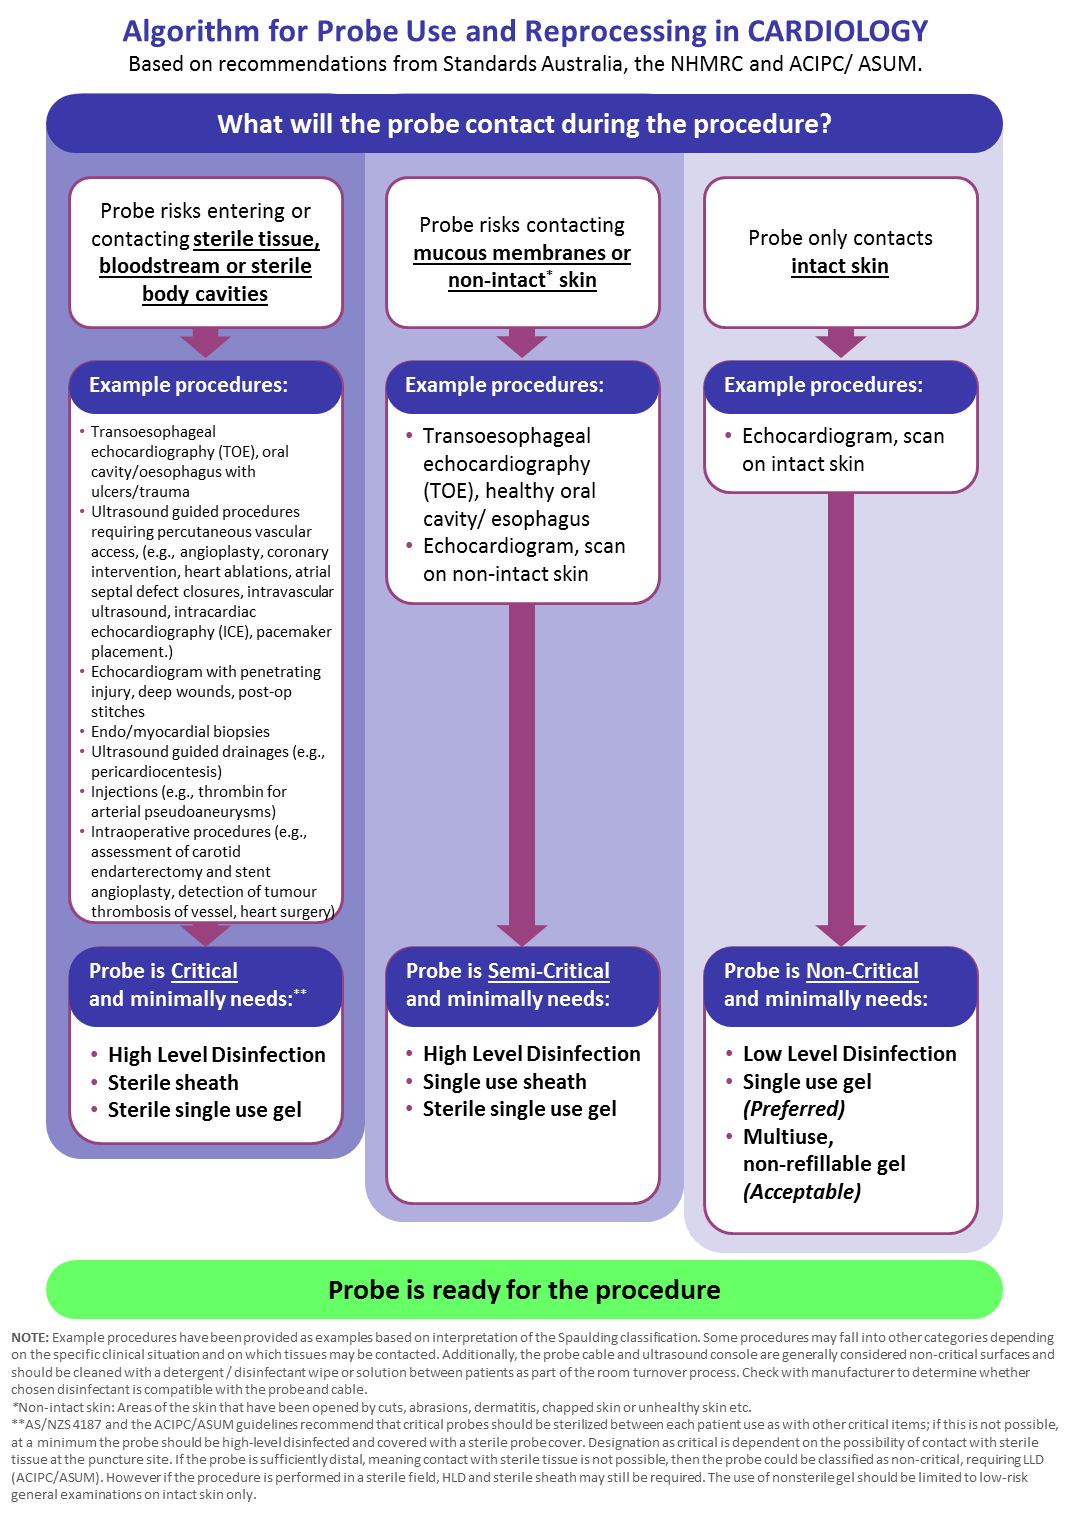 Algorithm for Probe Use and Reprocessing in CARDIOLOGY
Based on recommendations from Standards Australia, the NHMRC and ACIPC/ ASUM.
What will the probe contact during the procedure?
Probe risks entering or
contacting sterile tissue,
bloodstream or sterile
body cavities
Example procedures:
• Transoesophageal
echocardiography (TOE), oral
cavity/oesophagus with
ulcers/trauma
• Ultrasound guided procedures
requiring percutaneous vascular
access, (e.g., angioplasty, coronary
intervention, heart ablations, atrial
septal defect closures, intravascular
ultrasound, intracardiac
echocardiography (ICE), pacemaker
placement.)
• Echocardiogram with penetrating
injury, deep wounds, post-op
stitches
• Endo/myocardial biopsies
• Ultrasound guided drainages (e.g.,
pericardiocentesis)
• Injections (e.g., thrombin for
arterial pseudoaneurysms)
• Intraoperative procedures (e.g.,
assessment of carotid
endarterectomy and stent
angioplasty, detection of tumour
thrombosis of vessel, heart surgery)
Probe is Critical
and minimally needs:**
• High Level Disinfection
• Sterile sheath
• Sterile single use gel
Probe risks contacting
mucous membranes or
non-intact* skin
Example procedures:
• Transoesophageal
echocardiography
(TOE), healthy oral
cavity/ esophagus
• Echocardiogram, scan
on non-intact skin
Probe is Semi-Critical
and minimally needs:
• High Level Disinfection
• Single use sheath
• Sterile single use gel
Probe only contacts
intact skin
Example procedures:
• Echocardiogram, scan
on intact skin
Probe is Non-Critical
and minimally needs:
• Low Level Disinfection
• Single use gel
(Preferred)
• Multiuse,
non-refillable gel
(Acceptable)
Probe is ready for the procedure
NOTE: Example procedures have been provided as examples based on interpretation of the Spaulding classification. Some procedures may fall into other categories depending
on the specific clinical situation and on which tissues may be contacted. Additionally, the probe cable and ultrasound console are generally considered non-critical surfaces and
should be cleaned with a detergent / disinfectant wipe or solution between patients as part of the room turnover process. Check with manufacturer to determine whether
chosen disinfectant is compatible with the probe and cable.
*Non-intact skin: Areas of the skin that have been opened by cuts, abrasions, dermatitis, chapped skin or unhealthy skin etc.
**AS/NZS 4187 and the ACIPC/ASUM guidelines recommend that critical probes should be sterilized between each patient use as with other critical items; if this is not possible,
at a minimum the probe should be high-level disinfected and covered with a sterile probe cover. Designation as critical is dependent on the possibility of contact with sterile
tissue at the puncture site. If the probe is sufficiently distal, meaning contact with sterile tissue is not possible, then the probe could be classified as non-critical, requiring LLD
(ACIPC/ASUM). However if the procedure is performed in a sterile field, HLD and sterile sheath may still be required. The use of nonsterile gel should be limited to low-risk
general examinations on intact skin only.